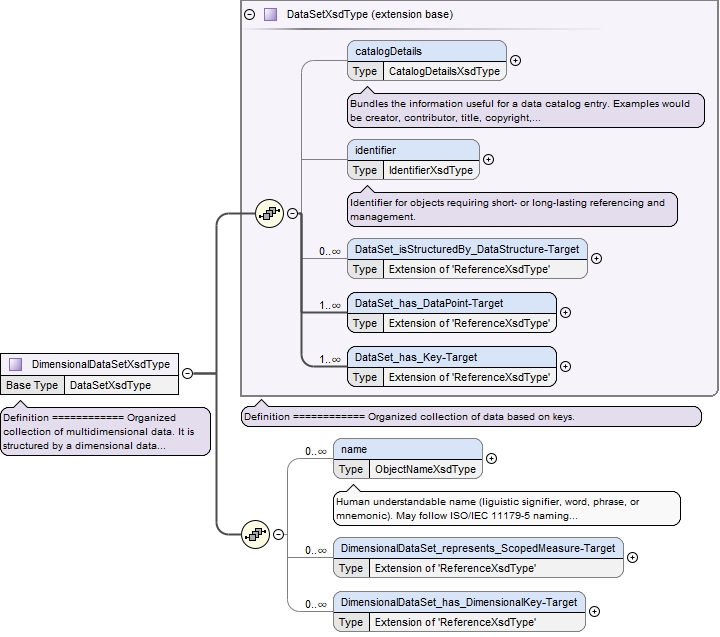 DataSetXsdType (extension base)
catalogDetails
Type CatalogDetailsXsdType
Bundles the information useful for a data catalog entry. Examples would
be creator, contributor, title, copyright,...
identifier
Type IdentifierXsdType
Identifier for objects requiring short- or long-lasting referencing and
management.
0..∞ DataSet_isStructuredBy_DataStructure-Target
Type Extension of 'ReferenceXsdType'
1..∞ DataSet_has_DataPoint-Target
Type Extension of 'ReferenceXsdType'
1..∞ DataSet_has_Key-Target
Type Extension of 'ReferenceXsdType'
DimensionalDataSetXsdType
Base Type DataSetXsdType
Definition ============ Organized
collection of multidimensional data. It is
structured by a dimensional data...
Definition ============ Organized collection of data based on keys.
0..∞ name
Type ObjectNameXsdType
Human understandable name (liguistic signifier, word, phrase, or
mnemonic). May follow ISO/IEC 11179-5 naming...
0..∞ DimensionalDataSet_represents_ScopedMeasure-Target
Type Extension of 'ReferenceXsdType'
0..∞ DimensionalDataSet_has_DimensionalKey-Target
Type Extension of 'ReferenceXsdType'